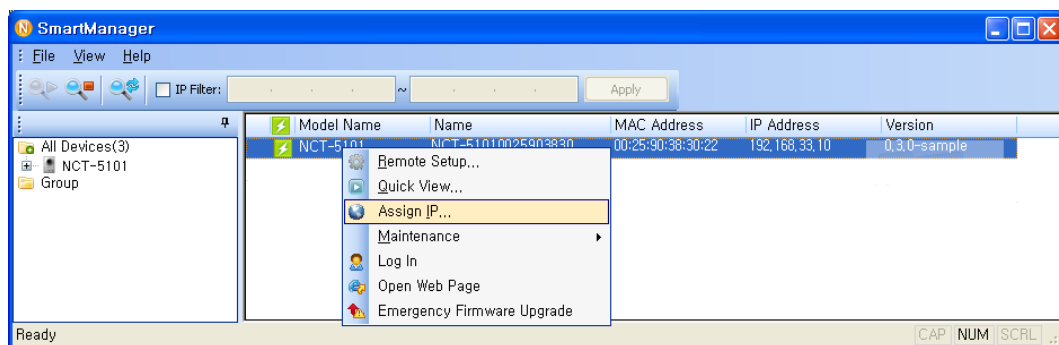 SmartManager
File View Help
IP Filter: . . . ~ . . . Apply
Model Name Name MAC Address IP Address Version
All Devices(3)
NCT-5101
Group
NCT-5101 NCT-51010025903830 00:25:90:38:30:22 192,168,33,10 0,3,0-sample
Remote Setup,,,
Quick View,,,
Assign IP,,,
Maintenance
Log In
Open Web Page
Emergency Firmware Upgrade
Ready CAP NUM SCRL